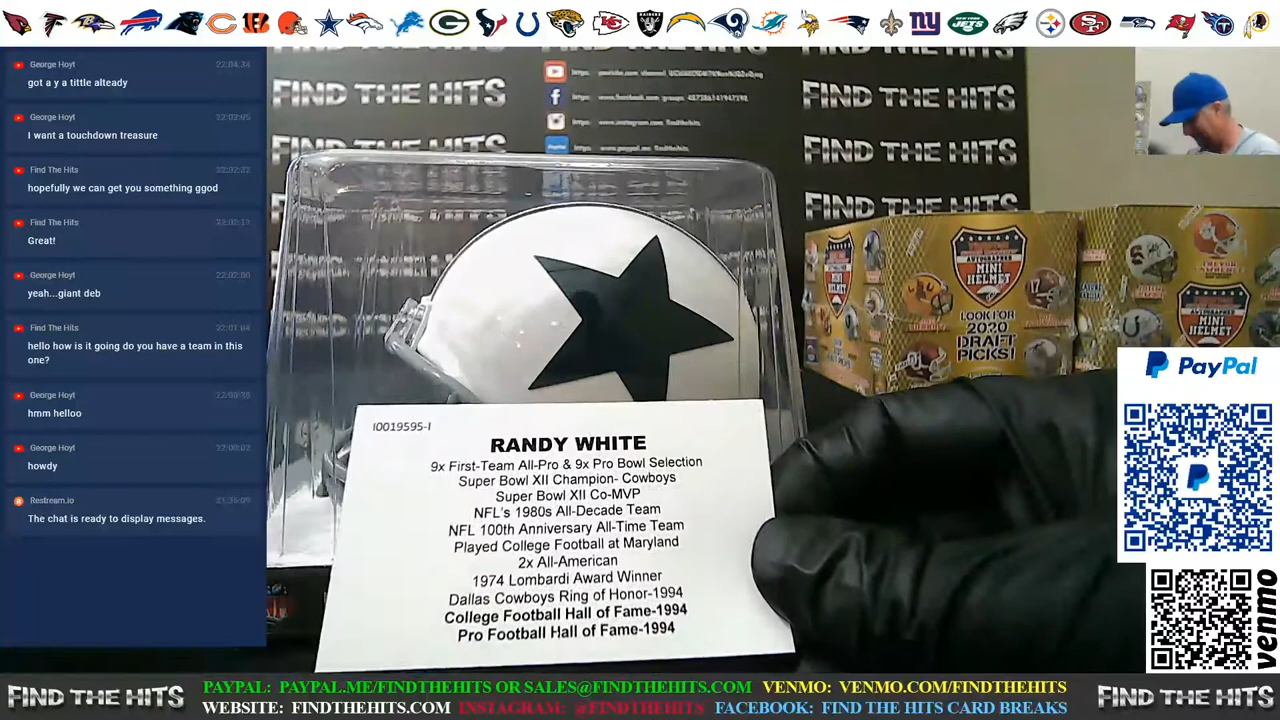 George Hoyt 22:04:34
got a y a tittle alteady
George Hoyt
I want a touchdown treasure
Find The Hits
hopefully we can get you something ggod
Find The Hits
Great!
George Hoyt
yeah...giant deb
Find The Hits
hello how is it going do you have a team in this
one?
George Hoyt
hmm helloo
George Hoyt
howdy
Restream.io
The chat is ready to display messages.
FIND THE HITS
FIND THE HITS
FIND THE HITS
FIND THE HITS
FIND THE HITS
AUTOGRAPHED
MINI
HELMET
LOOK FOR
2020
DRAFT
PICKS!
MINI
HELMET
I0019595-I
RANDY WHITE
9x First-Team All-Pro & 9x Pro Bowl Selection
Super Bowl XII Champion- Cowboys
Super Bowl XII Co-MVP
NFL's 1980s All-Decade Team
NFL 100th Anniversary All-Time Team
Played College Football at Maryland
2x All-American
1974 Lombardi Award Winner
Dallas Cowboys Ring of Honor-1994
College Football Hall of Fame-1994
Pro Football Hall of Fame-1994
PayPal
venmo
FIND THE HITS
PAYPAL: PAYPAL.ME/FINDTHEHITS OR SALES@FINDTHEHITS.COM VENMO: VENMO.COM/FINDTHEHITS
WEBSITE: FINDTHEHITS.COM INSTAGRAM: @FINDTHEHITS FACEBOOK: FIND THE HITS CARD BREAKS
FIND THE HITS